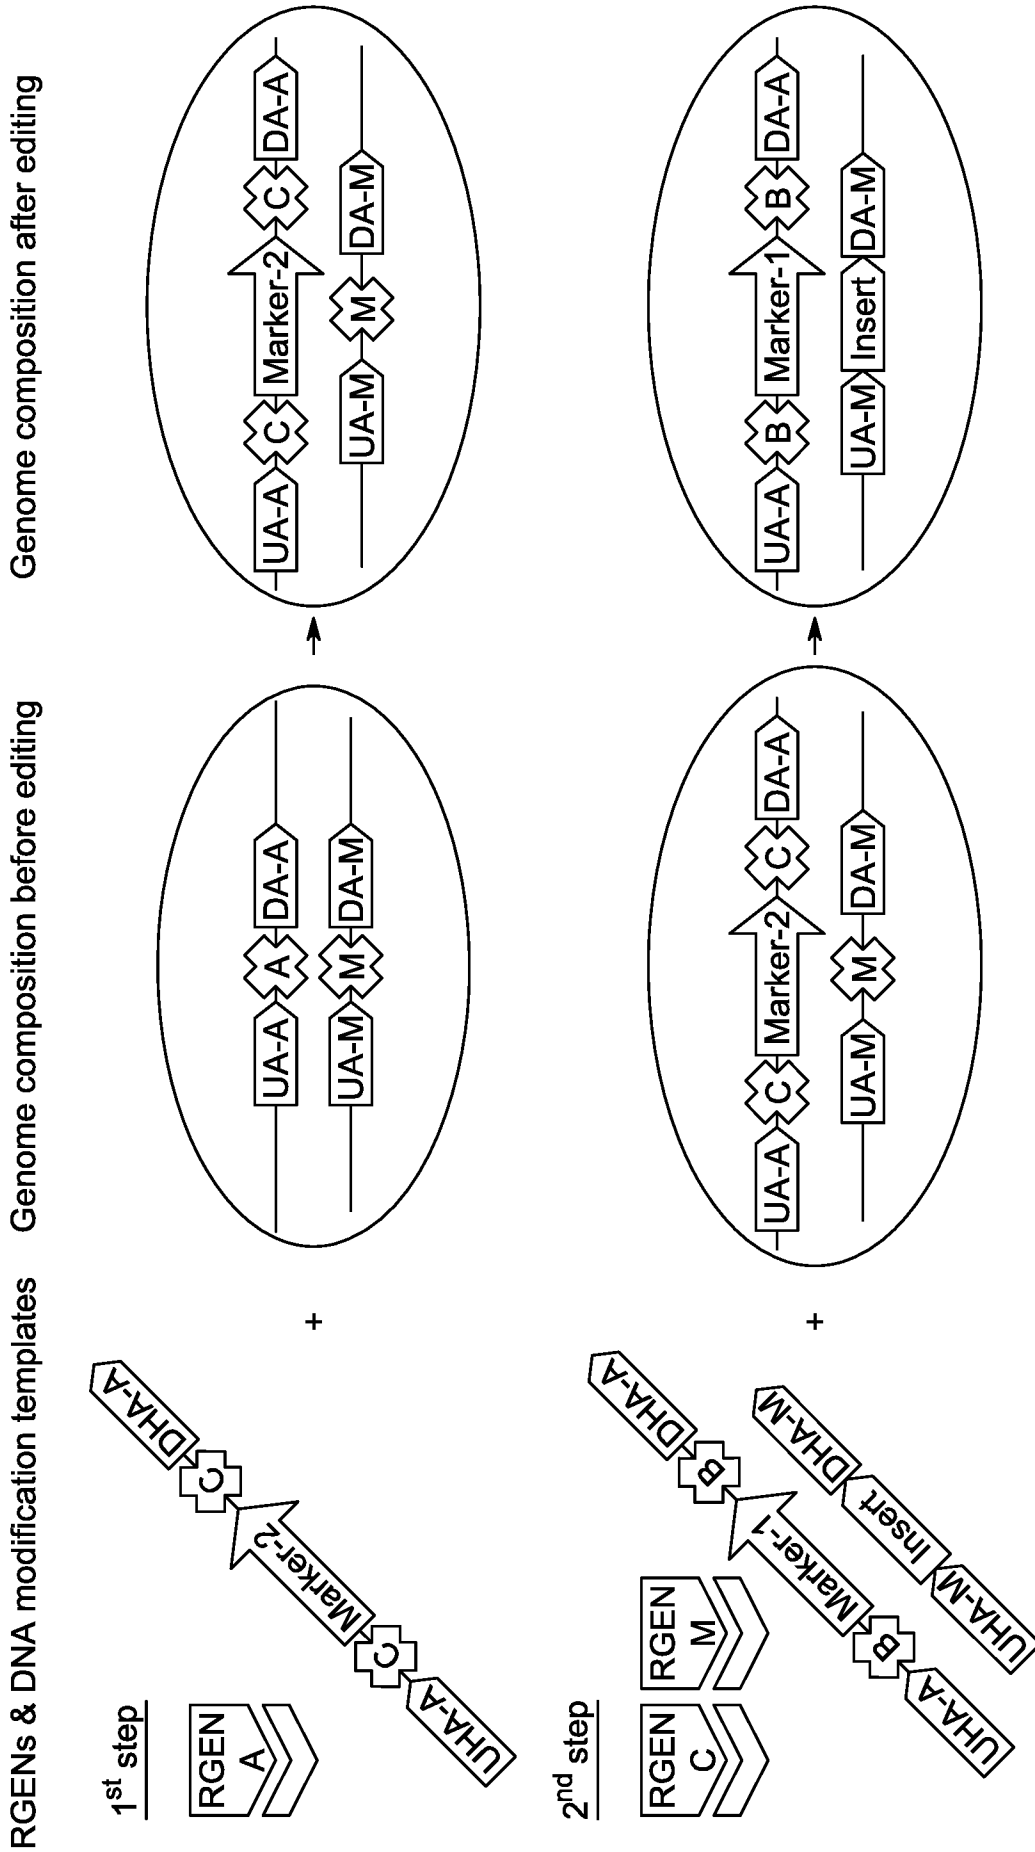 RGENs & DNA modification templates
Genome composition before editing
Genome composition after editing
1st step
RGEN
A
UHA-A
C
Marker-2
C
DHA-A
+
UA-A
A
DA-A
UA-M
M
DA-M
UA-A
C
Marker-2
C
DA-A
UA-M
M
DA-M
2nd step
RGEN
C
RGEN
M
UHA-A
B
Marker-1
B
DHA-A
UHA-M
Insert
DHA-M
+
UA-A
C
Marker-2
C
DA-A
UA-M
M
DA-M
UA-A
B
Marker-1
B
DA-A
UA-M
Insert
DA-M